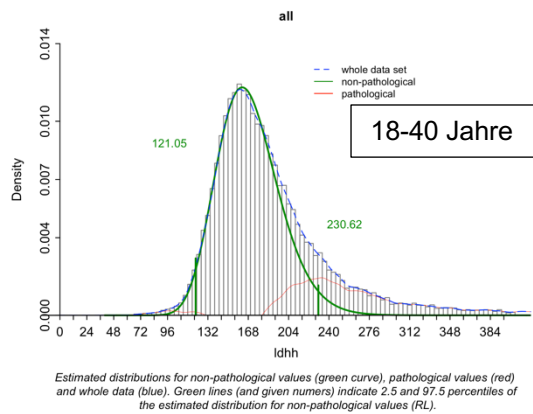 all
0.014
whole data set
non-pathological
pathological
0.010
18-40 Jahre
121.05
Density
0.007
230.62
0.004
0.000
0 24 48 72 96 132 168 204 240 276 312 348 384
ldhh
Estimated distributions for non-pathological values (green curve), pathological values (red)
and whole data (blue). Green lines (and given numers) indicate 2.5 and 97.5 percentiles of
the estimated distribution for non-pathological values (RL).